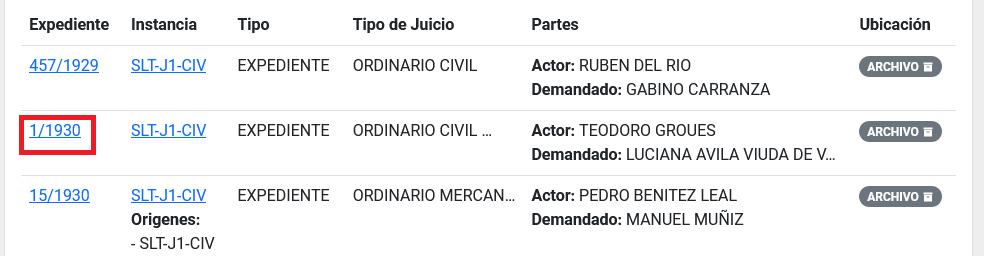 Expediente Instancia Tipo Tipo de Juicio Partes Ubicación
457/1929 SLT-J1-CIV EXPEDIENTE ORDINARIO CIVIL Actor: RUBEN DEL RIO ARCHIVO
Demandado: GABINO CARRANZA
1/1930 SLT-J1-CIV EXPEDIENTE ORDINARIO CIVIL ... Actor: TEODORO GROUES ARCHIVO
Demandado: LUCIANA AVILA VIUDA DE V...
15/1930 SLT-J1-CIV EXPEDIENTE ORDINARIO MERCAN... Actor: PEDRO BENITEZ LEAL ARCHIVO
Origenes: Demandado: MANUEL MUÑIZ
- SLT-J1-CIV